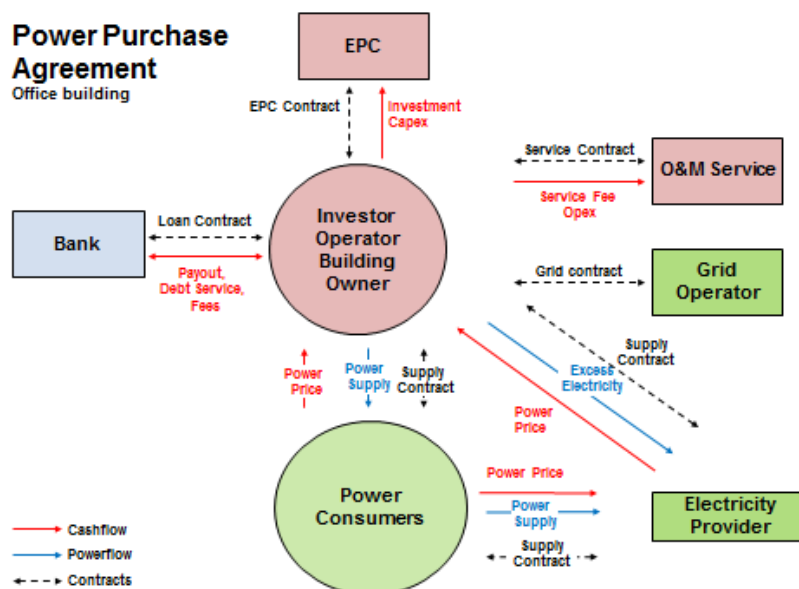 Power Purchase
Agreement
Office building
EPC
EPC Contract
Investment
Capex
Service Contract
O&M Service
Service Fee
Opex
Investor
Operator
Building
Owner
Bank
Loan Contract
Payout,
Debt Service,
Fees
Grid contract
Grid
Operator
Supply
Contract
Excess
Electricity
Power
Price
Power
Price
Power
Supply
Supply
Contract
Power
Consumers
Power Price
Power
Supply
Supply
Contract
Electricity
Provider
Cashflow
Powerflow
Contracts